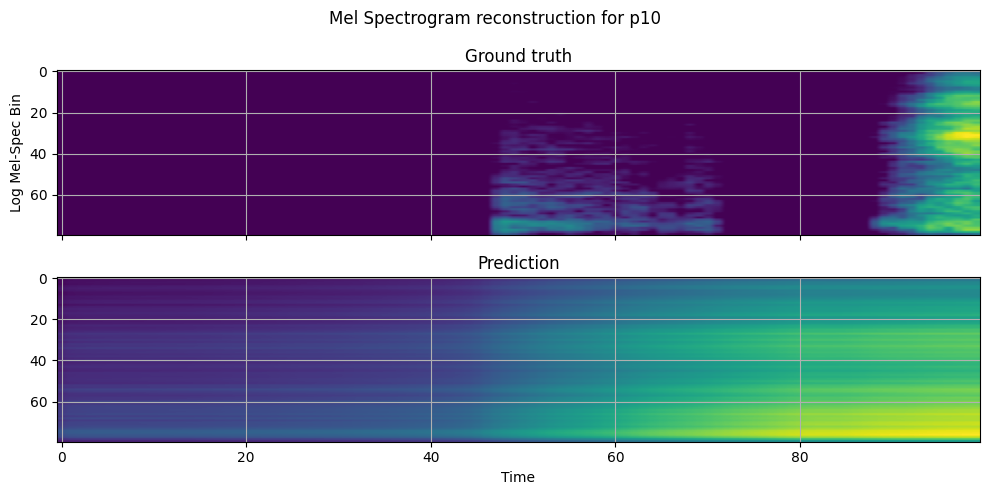 Mel Spectrogram reconstruction for p10
Ground truth
0
20
40
60
Log Mel-Spec Bin
Prediction
0
20
40
60
0 20 40 60 80
Time